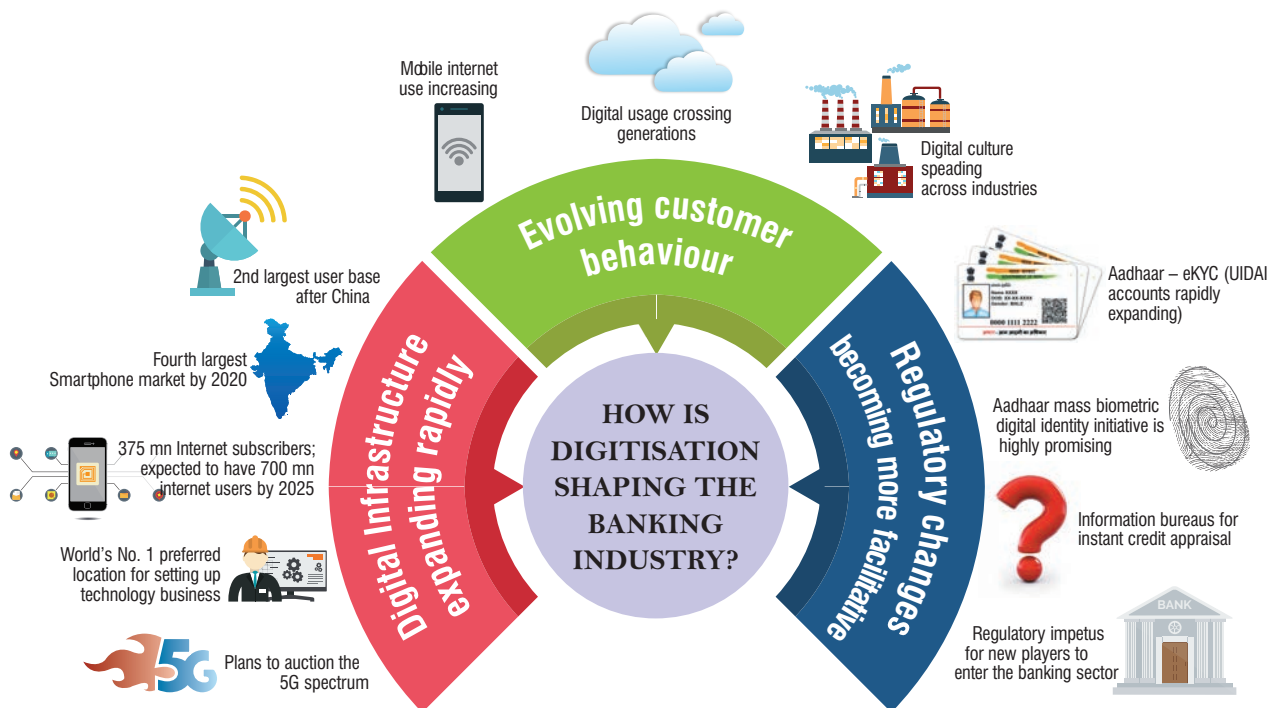 Mobile internet
use increasing
Digital usage crossing
generations
Digital culture
speading
across industries
2nd largest user base
after China
Fourth largest
Smartphone market by 2020
375 mn Internet subscribers;
expected to have 700 mn
internet users by 2025
World's No. 1 preferred
location for setting up
technology business
5G
Plans to auction the
5G spectrum
Evolving customer
behaviour
Digital Infrastructure
expanding rapidly
Regulatory changes
becoming more facilitative
HOW IS
DIGITISATION
SHAPING THE
BANKING
INDUSTRY?
Aadhaar – eKYC (UIDAI
accounts rapidly
expanding)
0000 1111 2222
Aadhaar mass biometric
digital identity initiative is
highly promising
?
Information bureaus for
instant credit appraisal
BANK
Regulatory impetus
for new players to
enter the banking sector